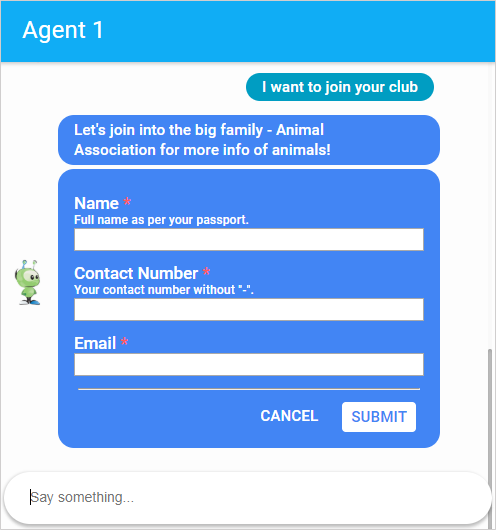 Agent 1
I want to join your club
Let's join into the big family - Animal
Association for more info of animals!
Name *
Full name as per your passport.
Contact Number *
Your contact number without "-".
Email *
CANCEL SUBMIT
Say something...